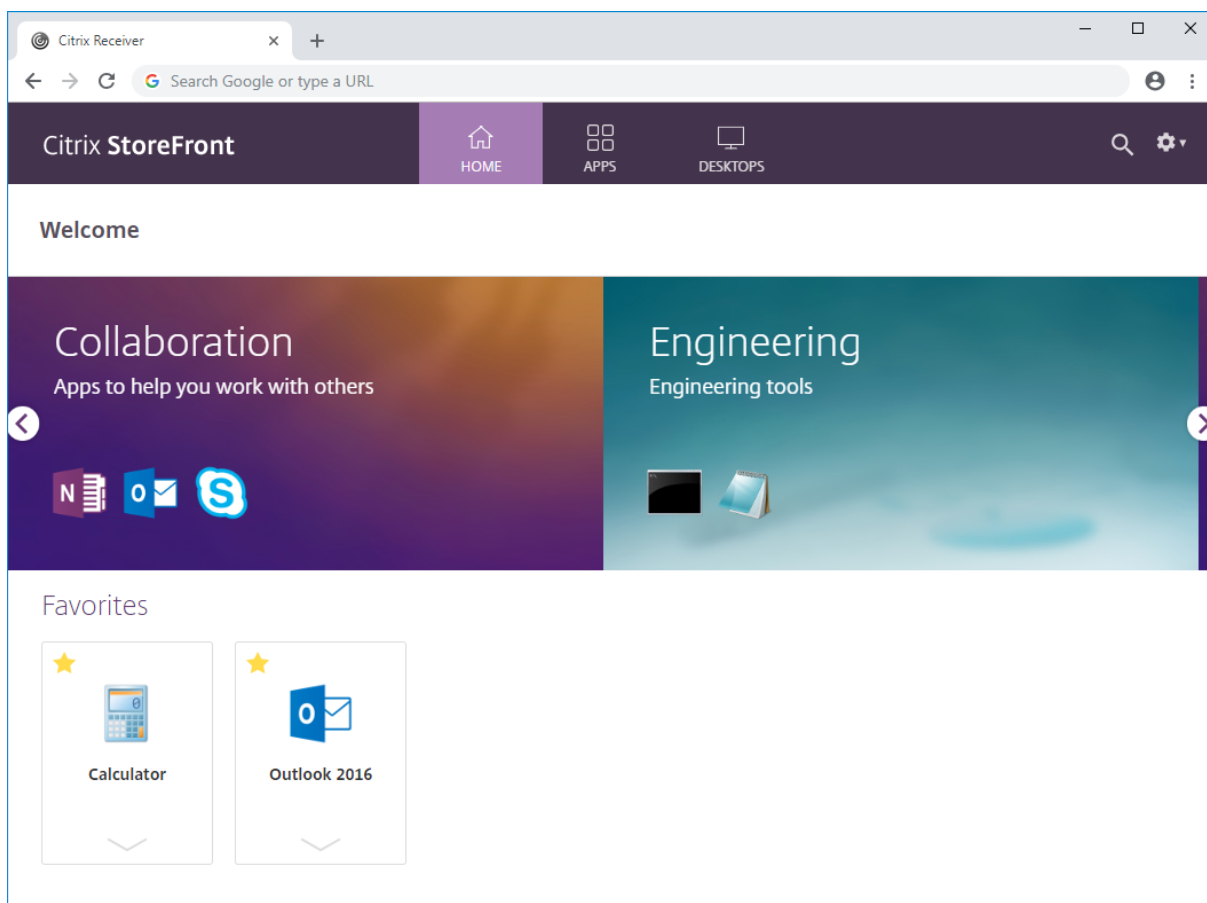 Citrix Receiver
Search Google or type a URL
Citrix StoreFront
HOME
APPS
DESKTOPS
Welcome
Collaboration
Apps to help you work with others
Engineering
Engineering tools
N
O
S
Favorites
0
O
Calculator
Outlook 2016